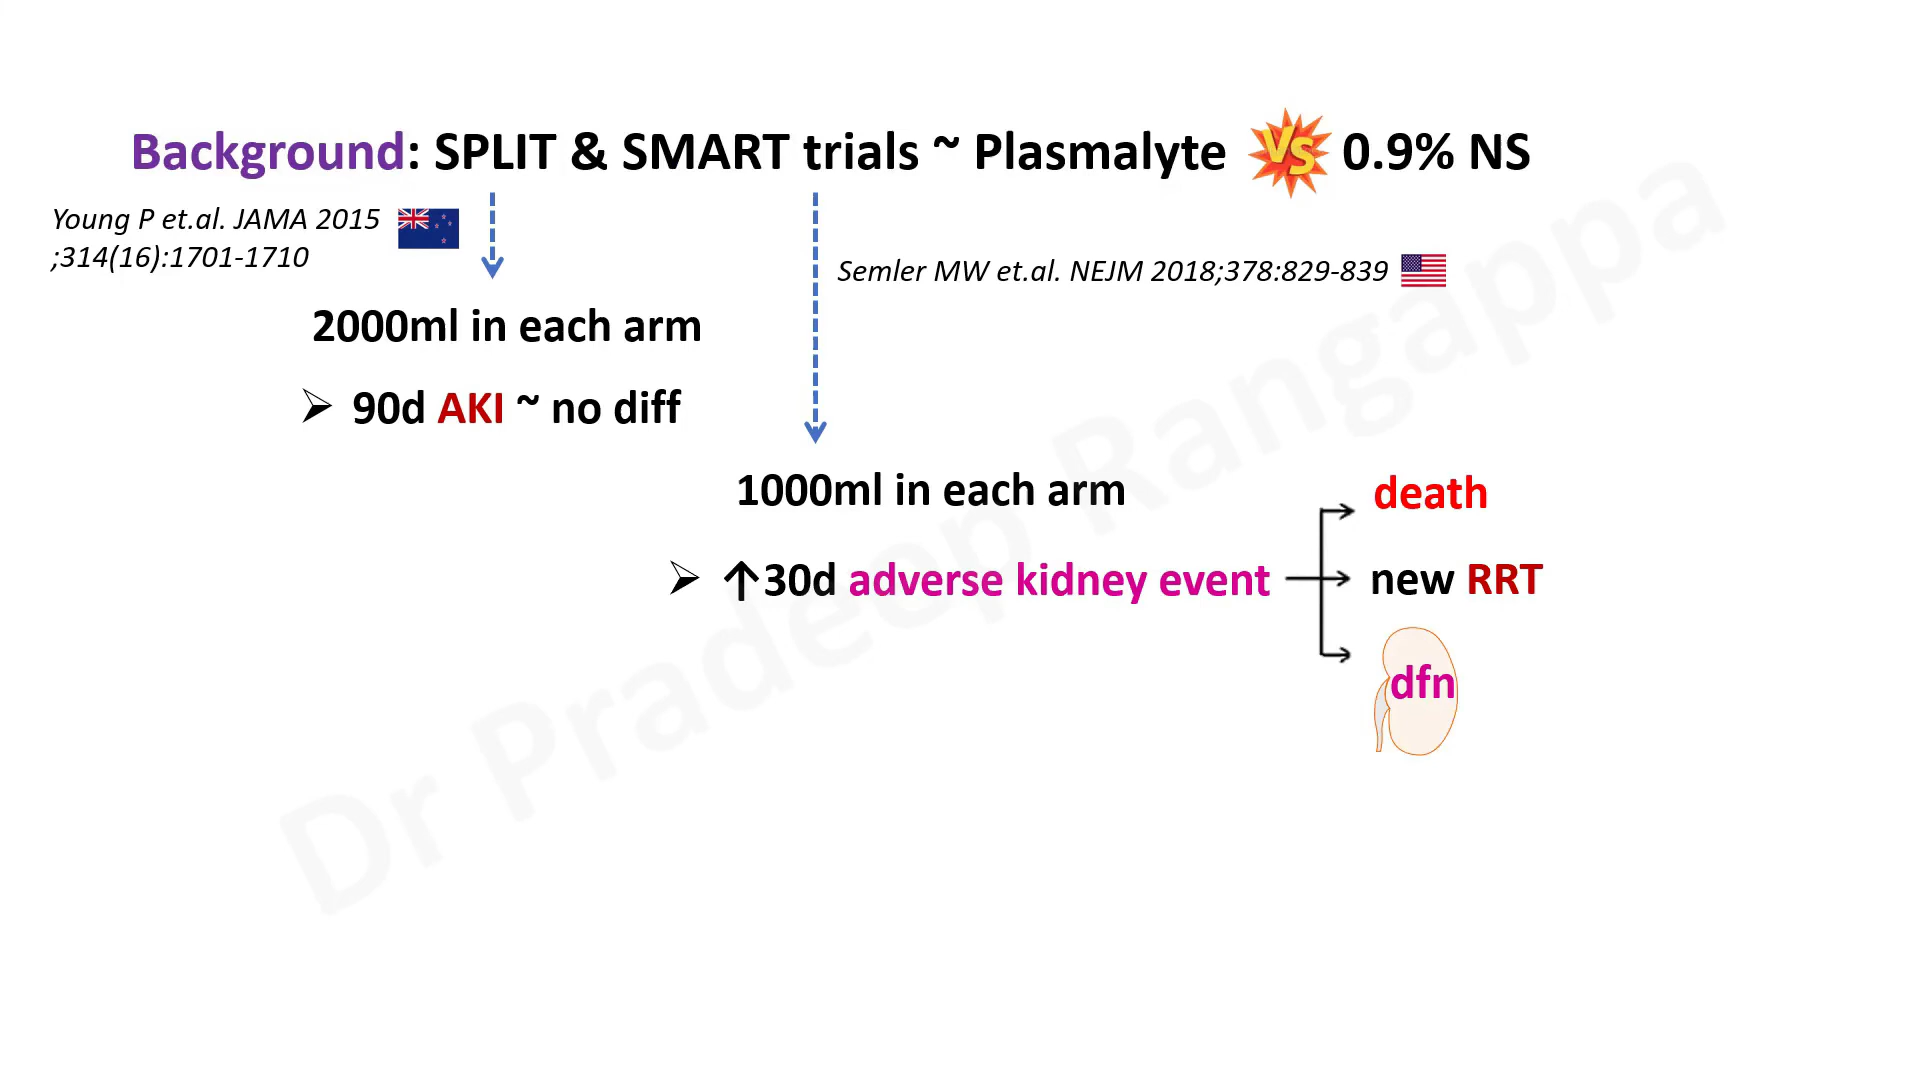 Background: SPLIT & SMART trials ~ Plasmalyte VS 0.9% NS
Young P et.al. JAMA 2015
;314(16):1701-1710
Semler MW et.al. NEJM 2018;378:829-839
2000ml in each arm
90d AKI ~ no diff
1000ml in each arm
↑30d adverse kidney event
death
new RRT
dfn
Dr Pradeep Rangappa